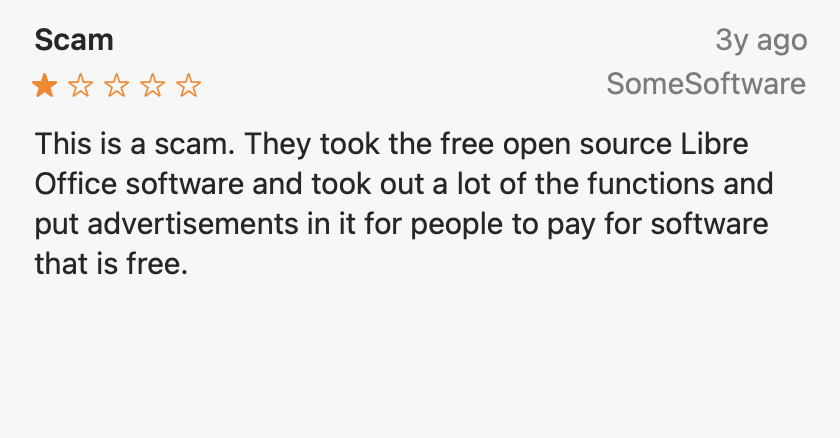 Scam
3y ago
SomeSoftware
This is a scam. They took the free open source Libre
Office software and took out a lot of the functions and
put advertisements in it for people to pay for software
that is free.